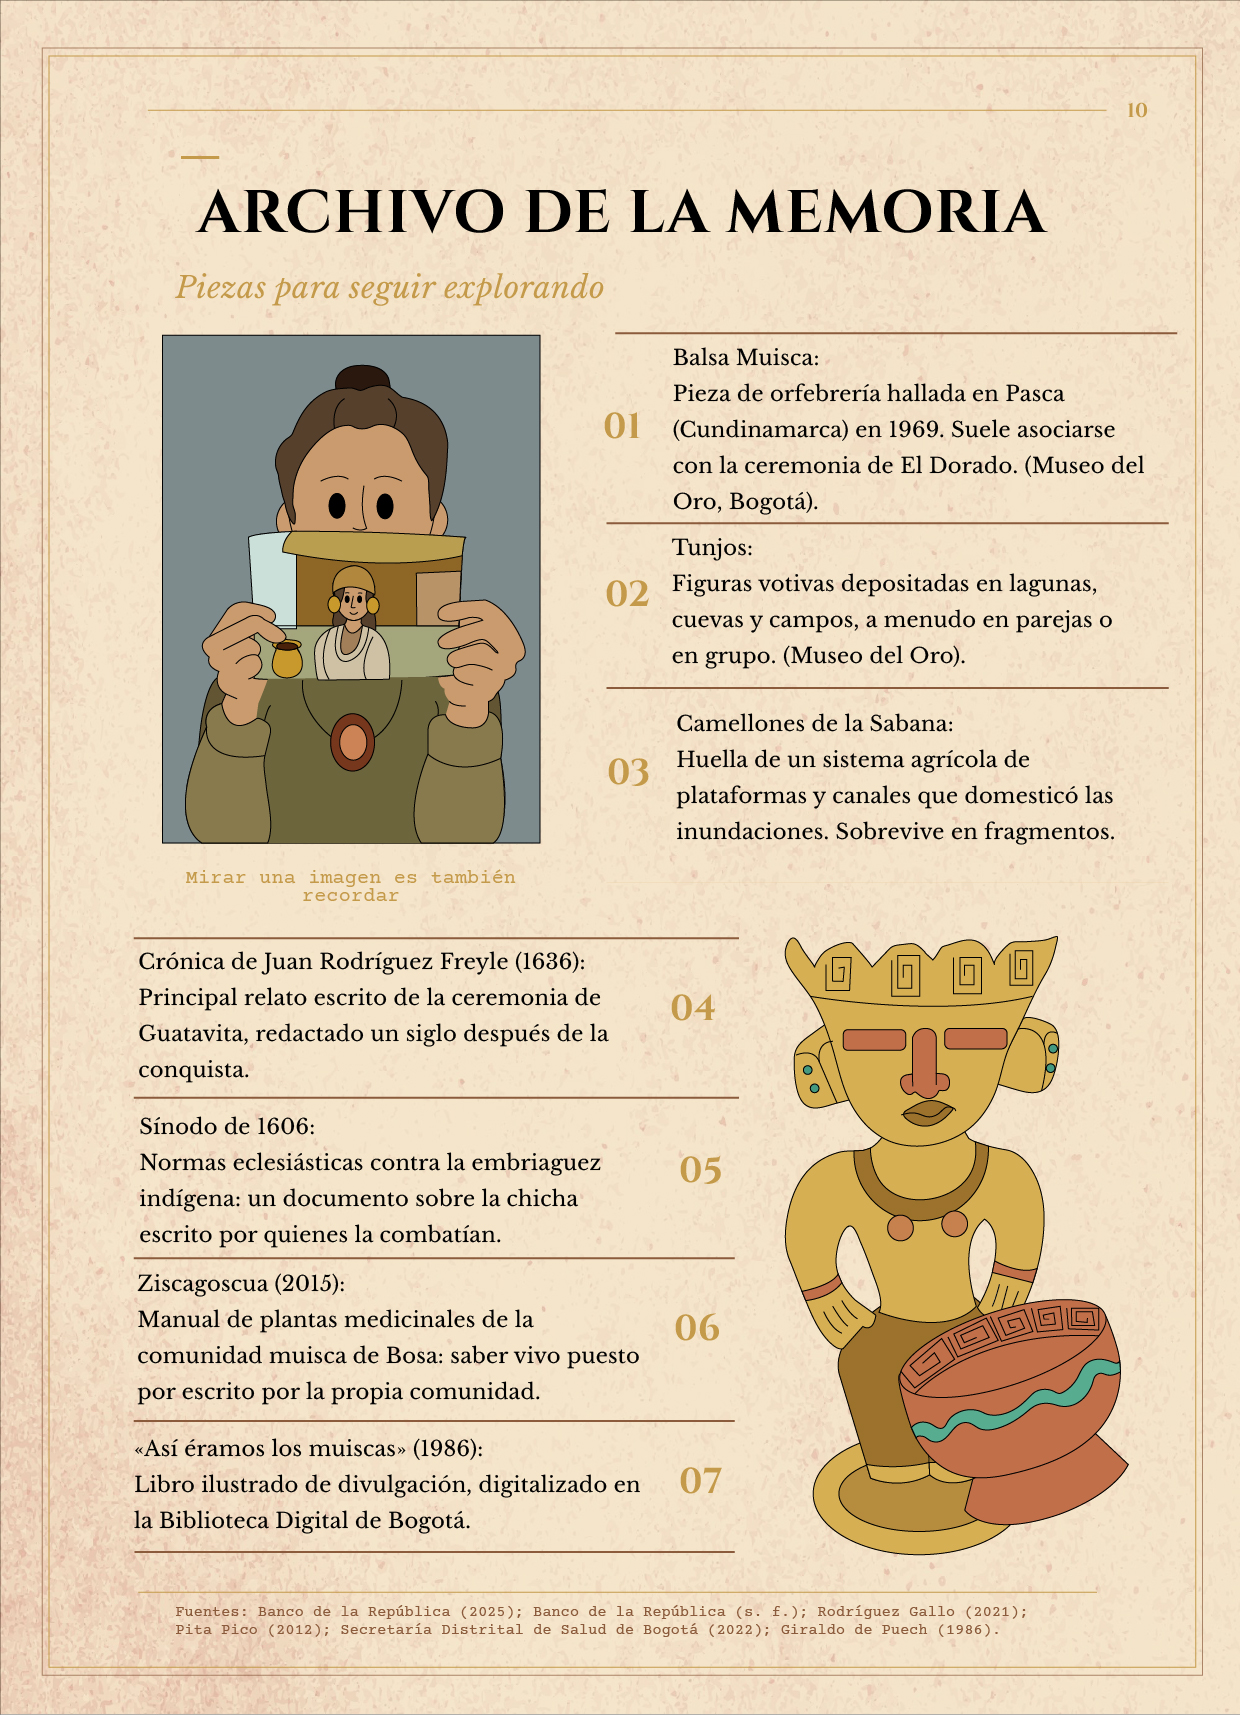 10
ARCHIVO DE LA MEMORIA
Piezas para seguir explorando
01
Balsa Muisca:
Pieza de orfebrería hallada en Pasca
(Cundinamarca) en 1969. Suele asociarse
con la ceremonia de El Dorado. (Museo del
Oro, Bogotá).
02
Tunjos:
Figuras votivas depositadas en lagunas,
cuevas y campos, a menudo en parejas o
en grupo. (Museo del Oro).
03
Camellones de la Sabana:
Huella de un sistema agrícola de
plataformas y canales que domesticó las
inundaciones. Sobrevive en fragmentos.
Mirar una imagen es también
recordar
Crónica de Juan Rodríguez Freyle (1636):
Principal relato escrito de la ceremonia de
Guatavita, redactado un siglo después de la
conquista.
04
Sínodo de 1606:
Normas eclesiásticas contra la embriaguez
indígena: un documento sobre la chicha
escrito por quienes la combatían.
05
Ziscagoscua (2015):
Manual de plantas medicinales de la
comunidad muisca de Bosa: saber vivo puesto
por escrito por la propia comunidad.
06
«Así éramos los muiscas» (1986):
Libro ilustrado de divulgación, digitalizado en
la Biblioteca Digital de Bogotá.
07
Fuentes: Banco de la República (2025); Banco de la República (s. f.); Rodríguez Gallo (2021);
Pita Pico (2012); Secretaría Distrital de Salud de Bogotá (2022); Giraldo de Puech (1986).